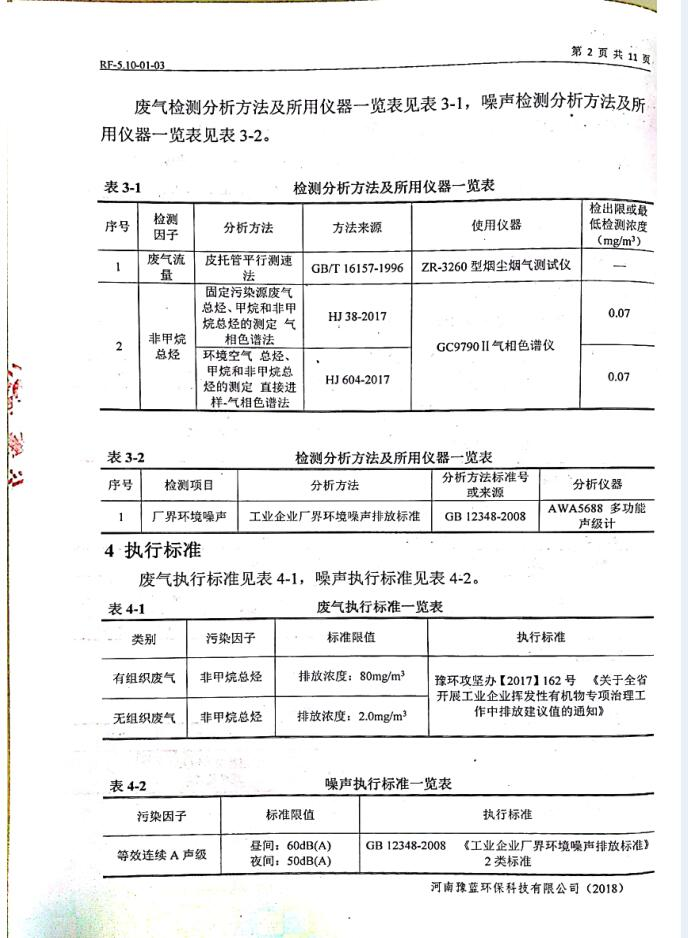 RF-5.10-01-03
第 2 页 共 11 页
废气检测分析方法及所用仪器一览表见表 3-1，噪声检测分析方法及所
用仪器一览表见表 3-2。
表 3-1 检测分析方法及所用仪器一览表
序号 检测因子 分析方法 方法来源 使用仪器 检出限或最低检测浓度（mg/m³）
1 废气流量 皮托管平行测速法 GB/T 16157-1996 ZR-3260 型烟尘烟气测试仪 —
2 非甲烷总烃 固定污染源废气 总烃、甲烷和非甲烷总烃的测定 气相色谱法 HJ 38-2017 GC9790Ⅱ气相色谱仪 0.07
环境空气 总烃、甲烷和非甲烷总烃的测定 直接进样-气相色谱法 HJ 604-2017 0.07
表 3-2 检测分析方法及所用仪器一览表
序号 检测项目 分析方法 分析方法标准号或来源 分析仪器
1 厂界环境噪声 工业企业厂界环境噪声排放标准 GB 12348-2008 AWA5688 多功能声级计
4 执行标准
废气执行标准见表 4-1，噪声执行标准见表 4-2。
表 4-1 废气执行标准一览表
类别 污染因子 标准限值 执行标准
有组织废气 非甲烷总烃 排放浓度：80mg/m³ 豫环攻坚办【2017】162 号 《关于全省开展工业企业挥发性有机物专项治理工作中排放建议值的通知》
无组织废气 非甲烷总烃 排放浓度：2.0mg/m³
表 4-2 噪声执行标准一览表
污染因子 标准限值 执行标准
等效连续 A 声级 昼间：60dB(A) 夜间：50dB(A) GB 12348-2008 《工业企业厂界环境噪声排放标准》2 类标准
河南豫蓝环保科技有限公司（2018）